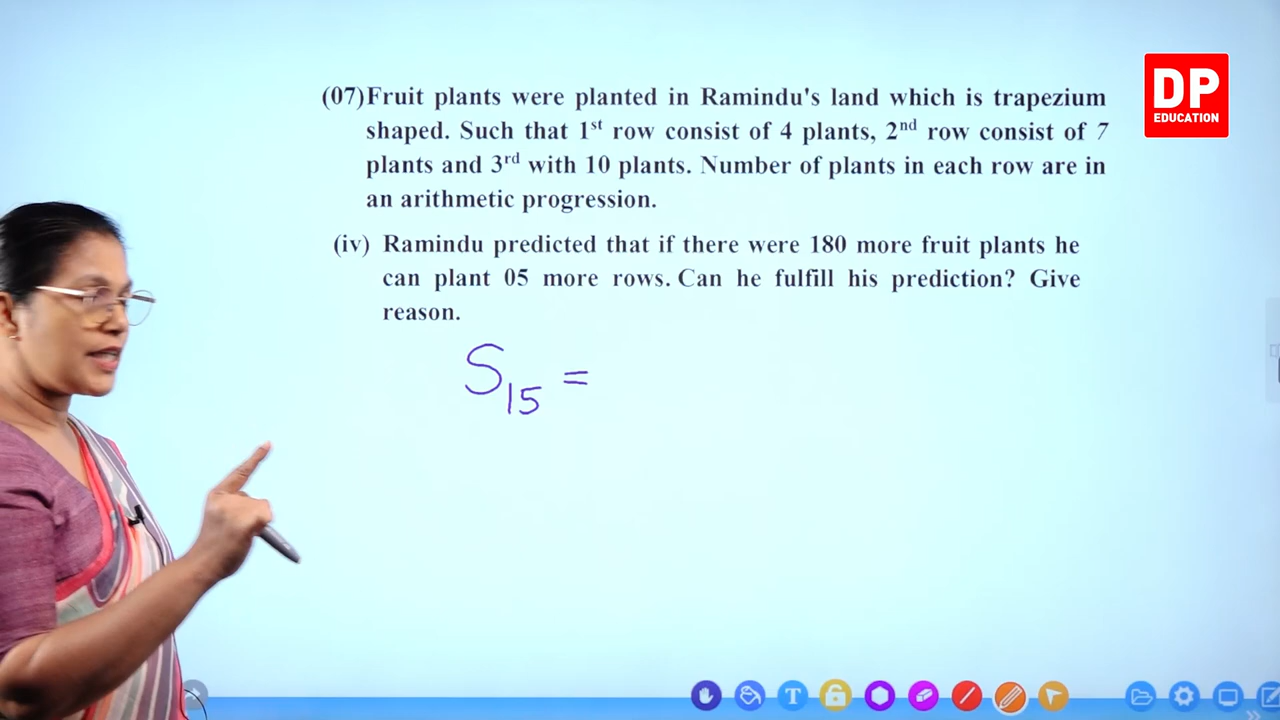 DP
EDUCATION
(07)Fruit plants were planted in Ramindu's land which is trapezium
shaped. Such that 1st row consist of 4 plants, 2nd row consist of 7
plants and 3rd with 10 plants. Number of plants in each row are in
an arithmetic progression.
(iv) Ramindu predicted that if there were 180 more fruit plants he
can plant 05 more rows. Can he fulfill his prediction? Give
reason.
S15 =
T